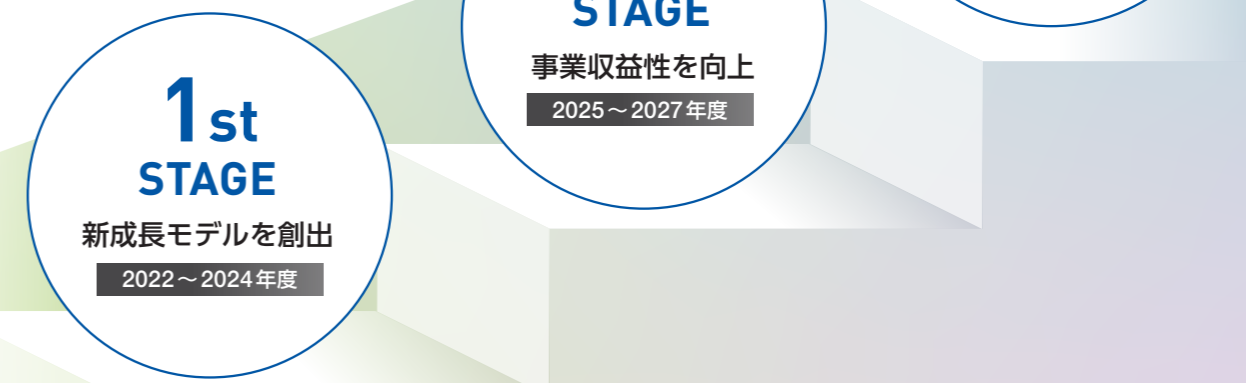 1st
STAGE
新成長モデルを創出
2022～2024年度
STAGE
事業収益性を向上
2025～2027年度